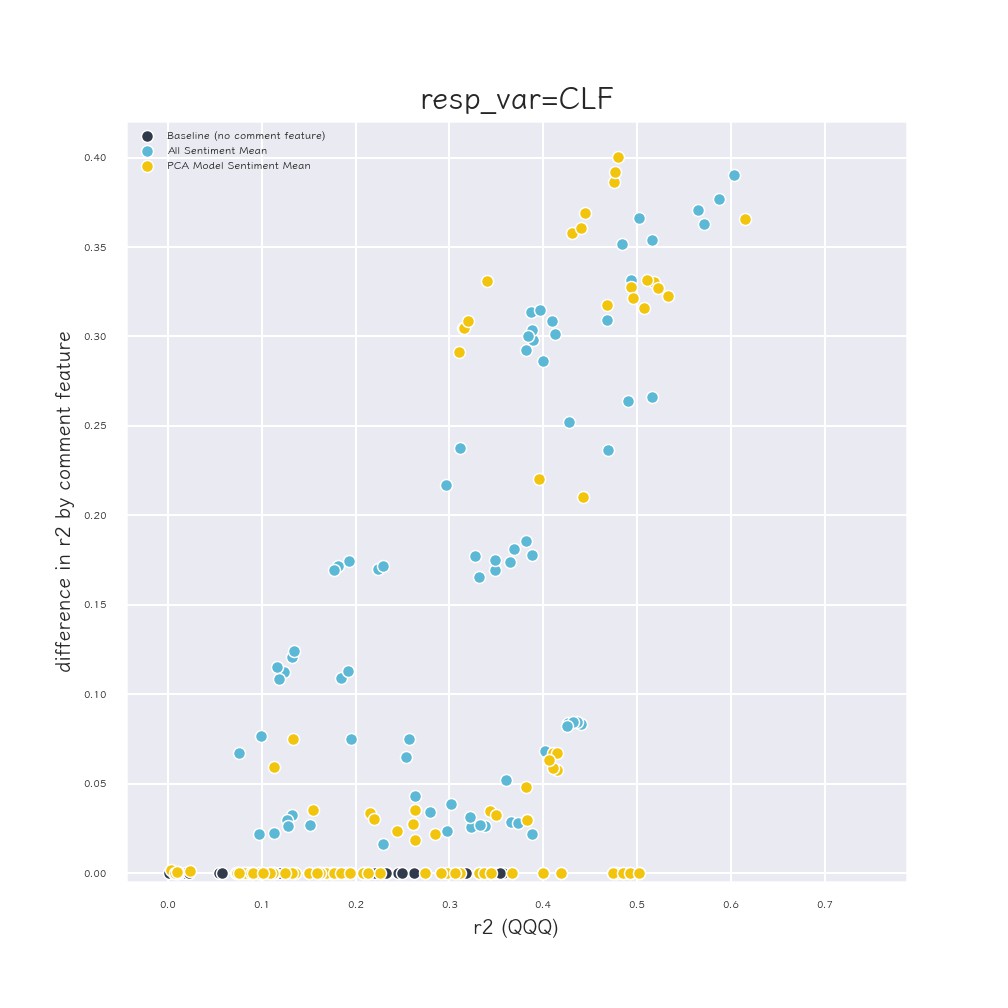 resp_var=CLF
Baseline (no comment feature)
All Sentiment Mean
PCA Model Sentiment Mean
difference in r2 by comment feature
0.40
0.35
0.30
0.25
0.20
0.15
0.10
0.05
0.00
0.0 0.1 0.2 0.3 0.4 0.5 0.6 0.7
r2 (QQQ)